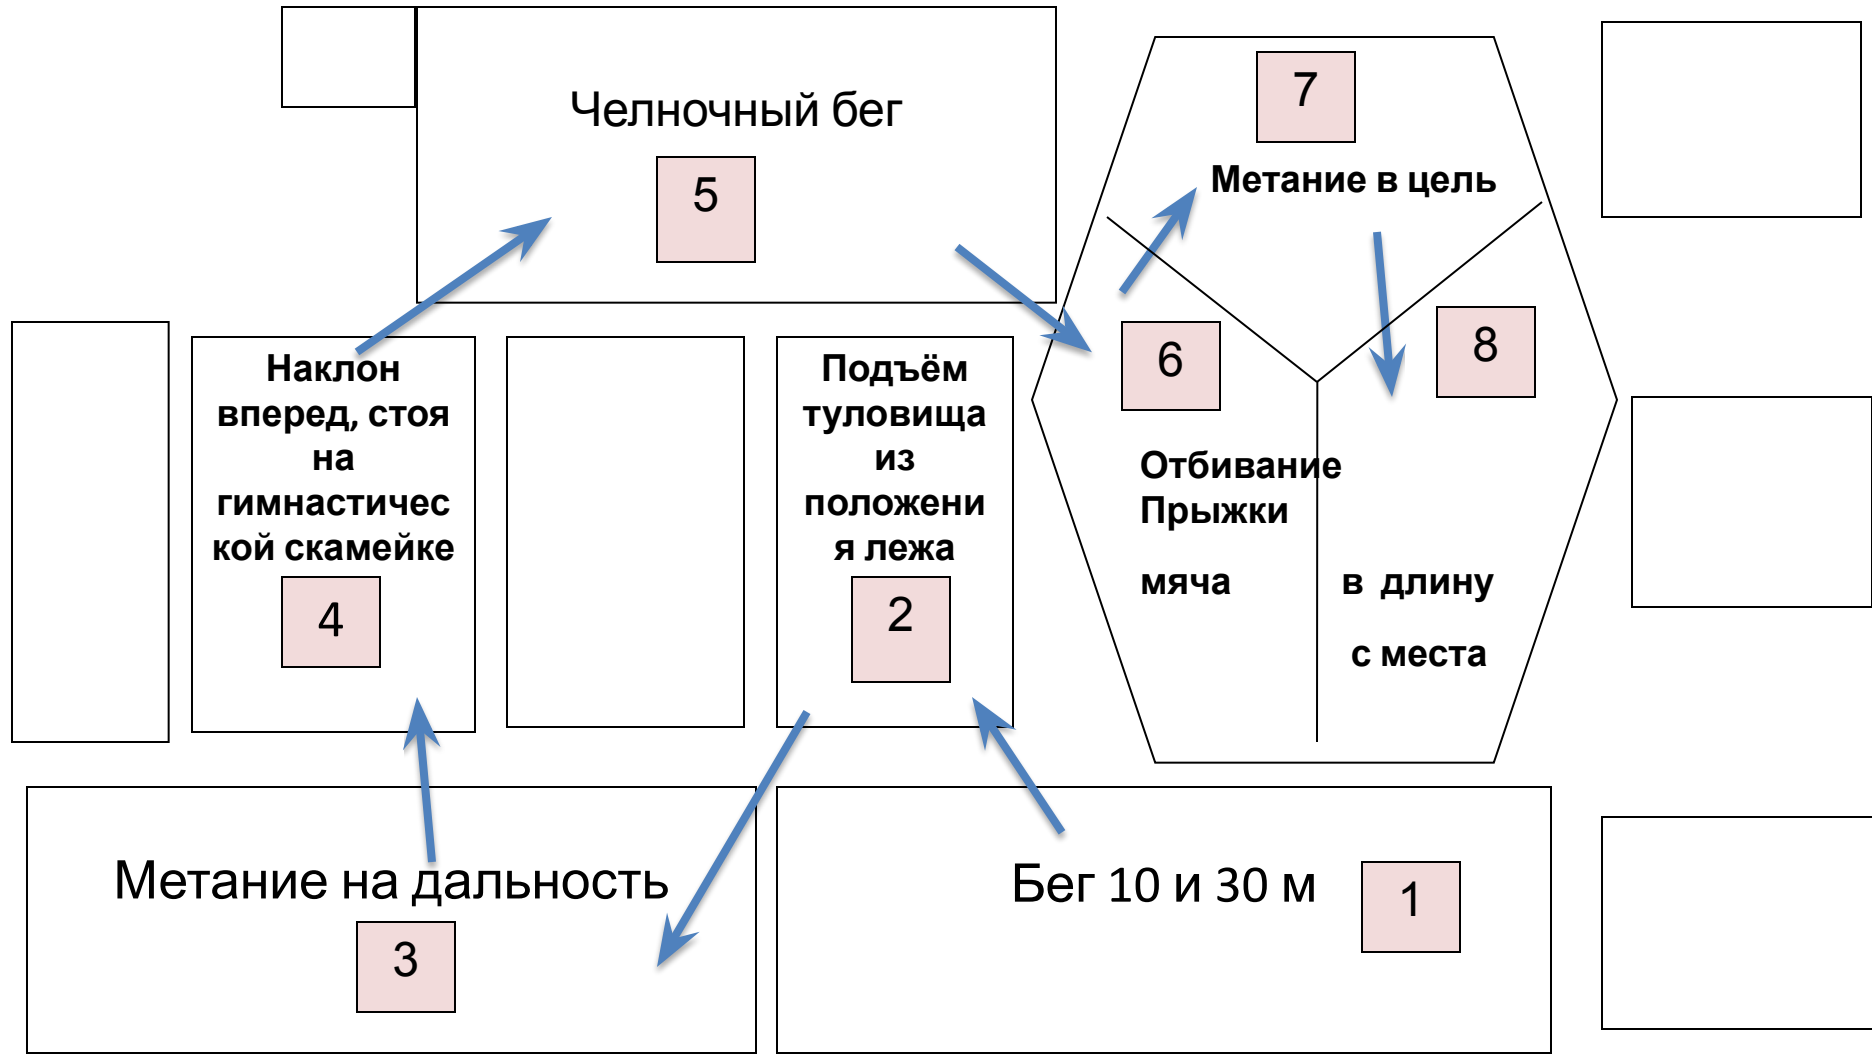 Челночный бег
5
7
Метание в цель
Наклон
вперед, стоя
на
гимнастичес
кой скамейке
4
Подъём
туловища
из
положени
я лежа
2
6
8
Отбивание
Прыжки
мяча в длину
с места
Метание на дальность
3
Бег 10 и 30 м
1